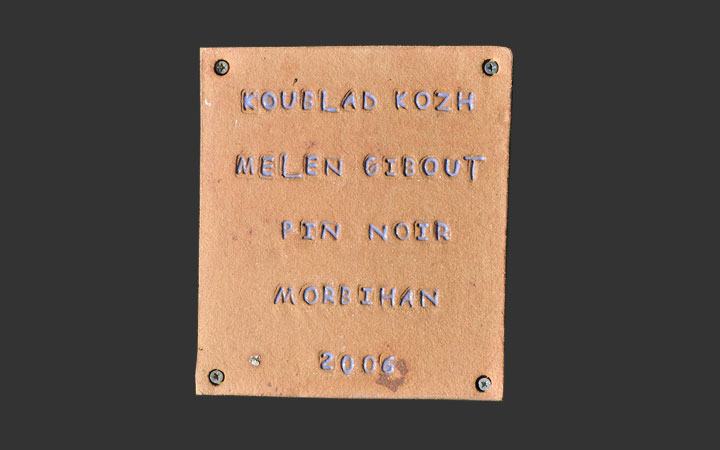 KOUBLAD KOZH
MELEN GIBOUT
PIN NOIR
MORBIHAN
2006